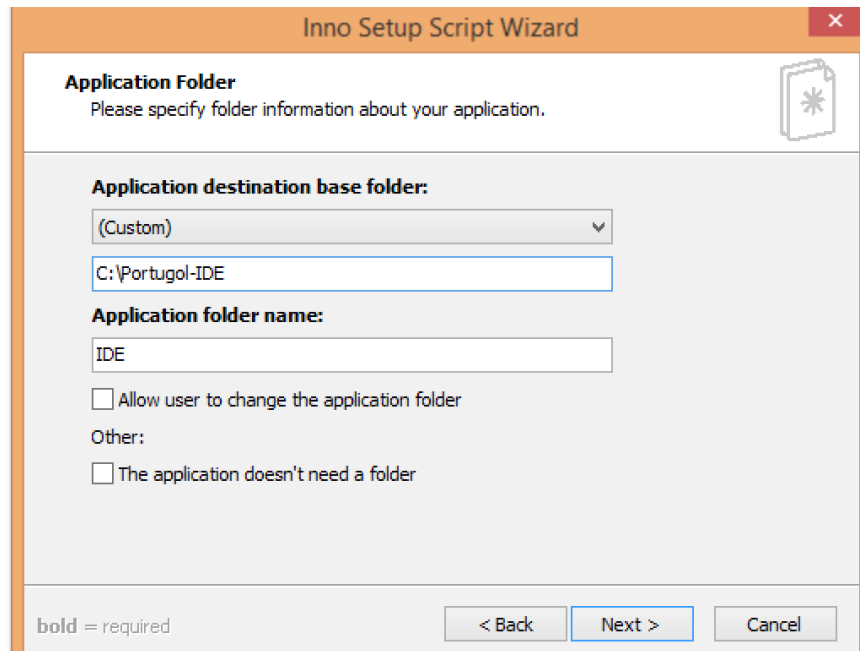 Inno Setup Script Wizard
Application Folder
Please specify folder information about your application.
Application destination base folder:
(Custom)
C:\Portugol-IDE
Application folder name:
IDE
Allow user to change the application folder
Other:
The application doesn't need a folder
bold = required
< Back
Next >
Cancel